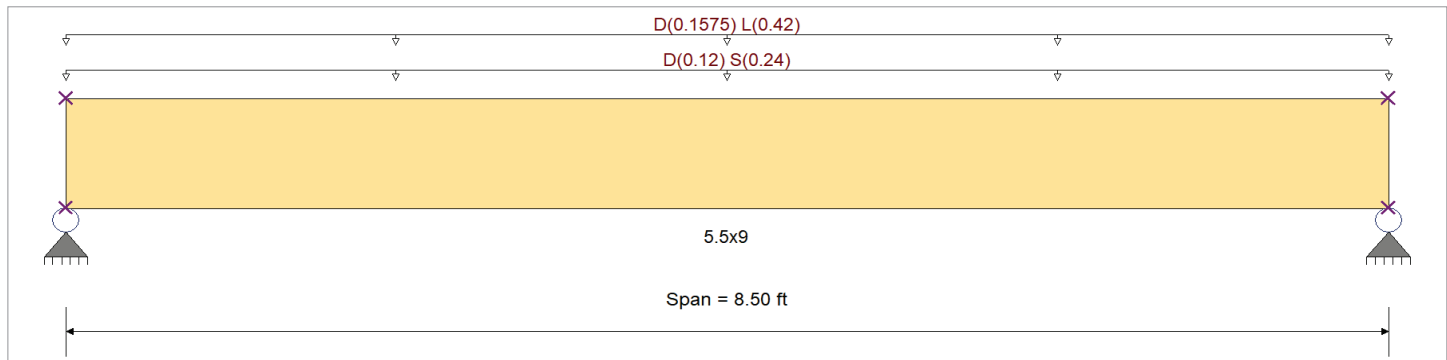 D(0.1575) L(0.42)
D(0.12) S(0.24)
5.5x9
Span = 8.50 ft